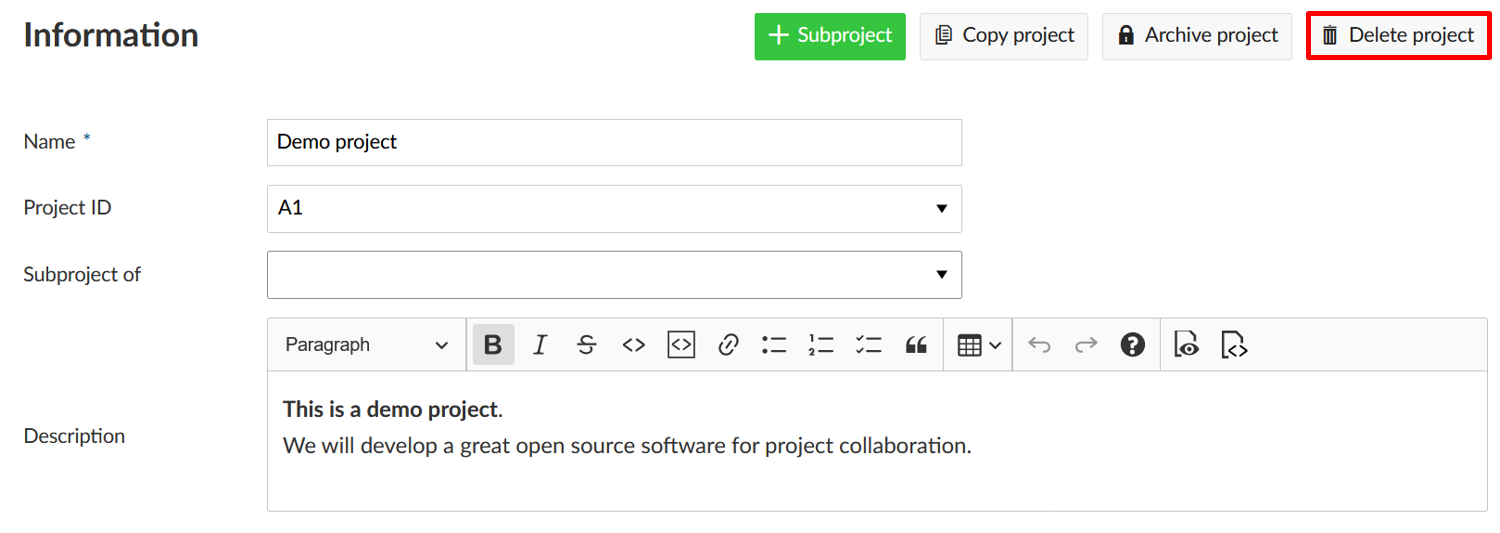 Information
+ Subproject
Copy project
Archive project
Delete project
Name *
Demo project
Project ID
A1
Subproject of
Paragraph
B I S
This is a demo project.
We will develop a great open source software for project collaboration.
Description